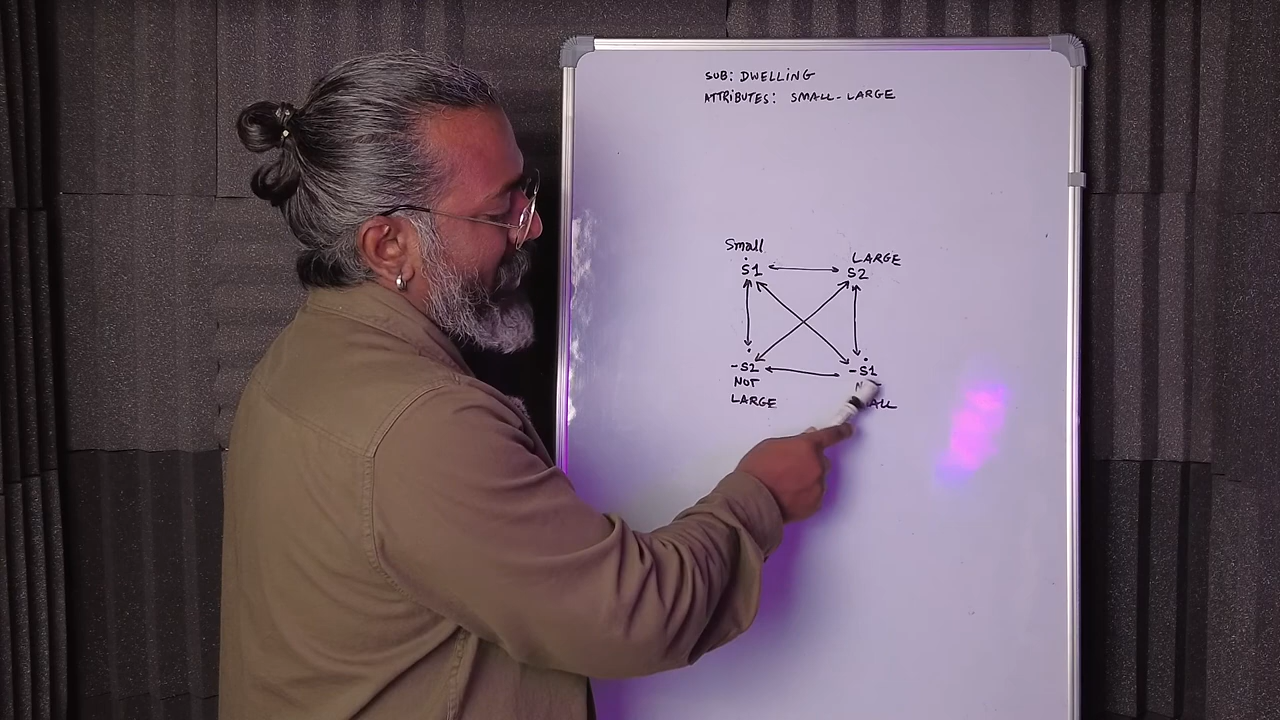 SUB: DWELLING
ATTRIBUTES: SMALL-LARGE
Small
LARGE
S1
S2
-S2
-S1
NOT
LARGE